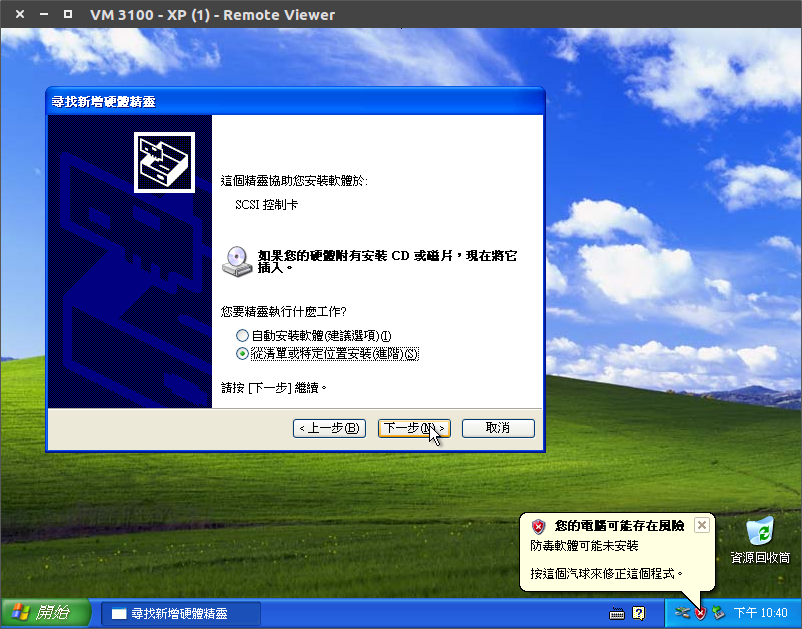 VM 3100 - XP (1) - Remote Viewer
尋找新增硬體精靈
這個精靈協助您安裝軟體於:
SCSI 控制卡
如果您的硬體附有安裝 CD 或磁片，現在將它
插入。
您要精靈執行什麼工作?
自動安裝軟體(建議選項)(I)
從清單或特定位置安裝(進階)(S)
請按 [下一步] 繼續。
< 上一步(B)
下一步(N) >
取消
您的電腦可能存在風險
防毒軟體可能未安裝
按這個汽球來修正這個程式。
資源回收筒
開始
尋找新增硬體精靈
下午 10:40